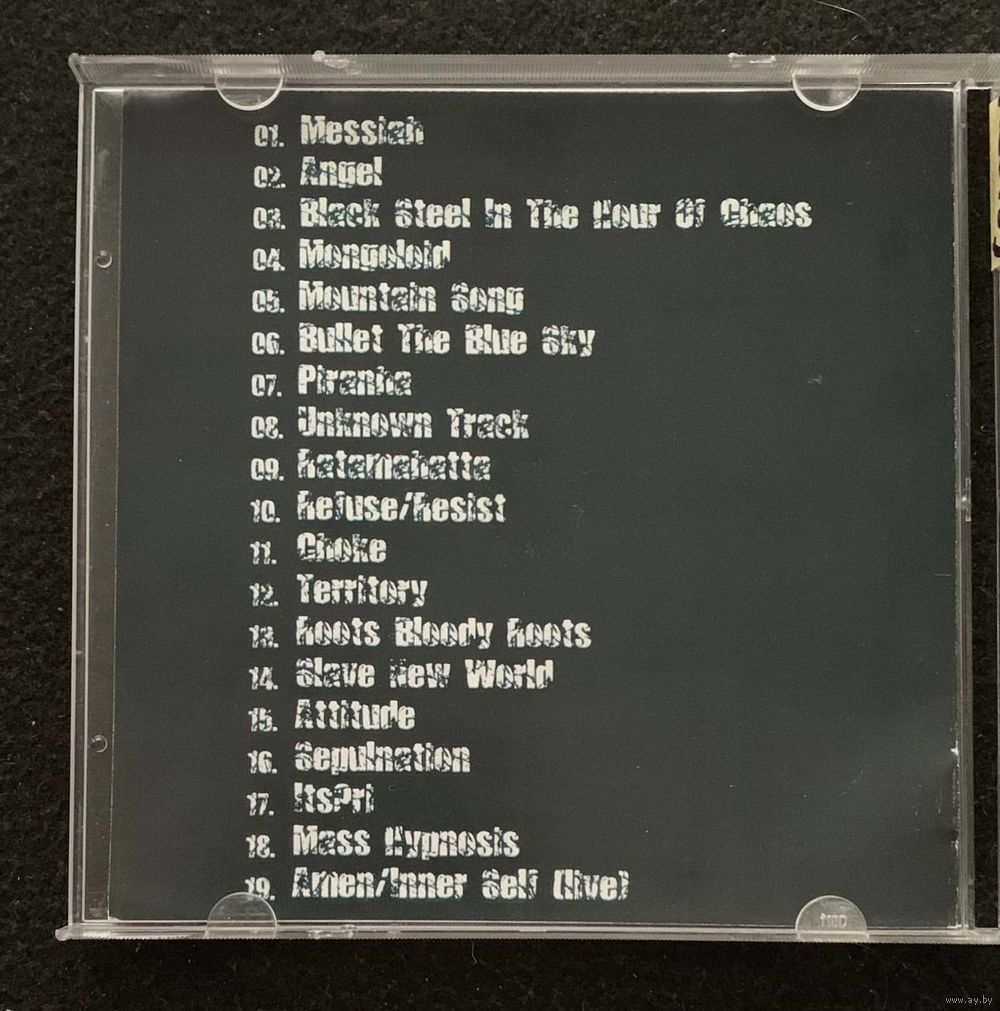 01. Messiah
02. Angel
03. Black Steel In The Hour Of Chaos
04. Mongoloid
05. Mountain Song
06. Bullet The Blue Sky
07. Piranha
08. Unknown Track
09. Ratamahatta
10. Refuse/Resist
11. Choke
12. Territory
13. Roots Bloody Roots
14. Slave New World
15. Attitude
16. Sepulnation
17. Its?ri
18. Mass Hypnosis
19. Amen/Inner Self (live)
www.ay.by